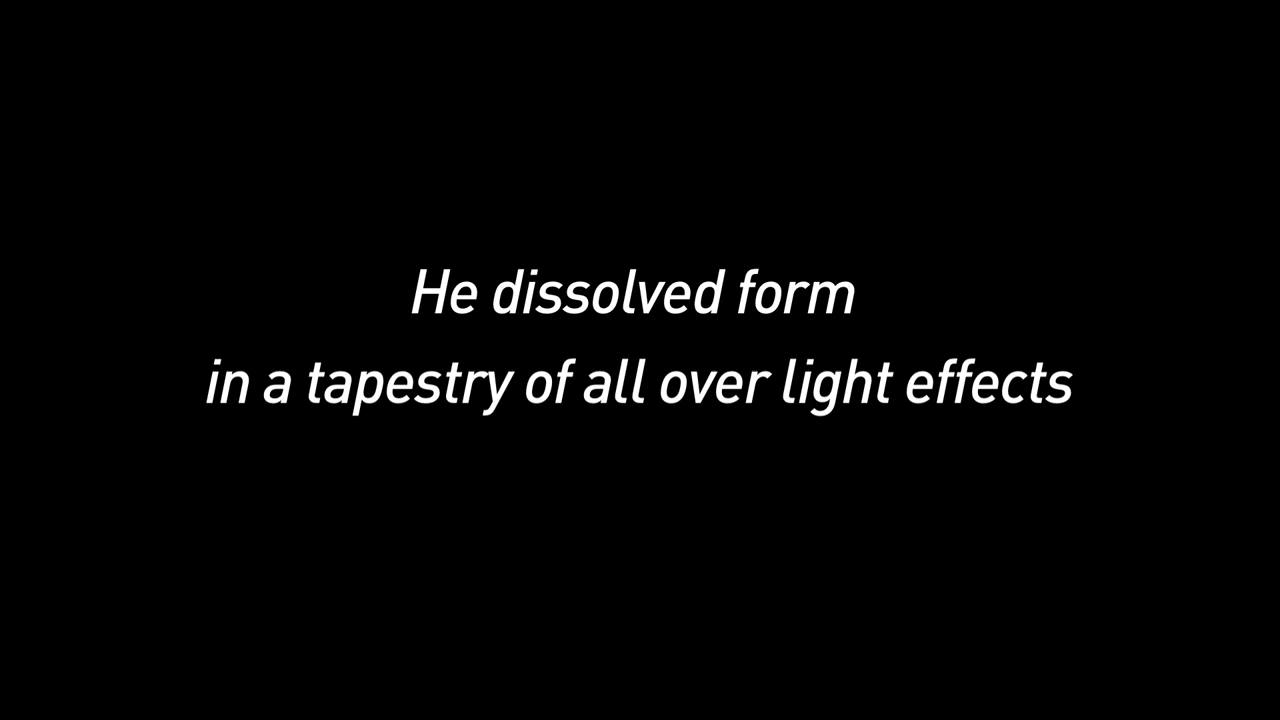 He dissolved form
in a tapestry of all over light effects